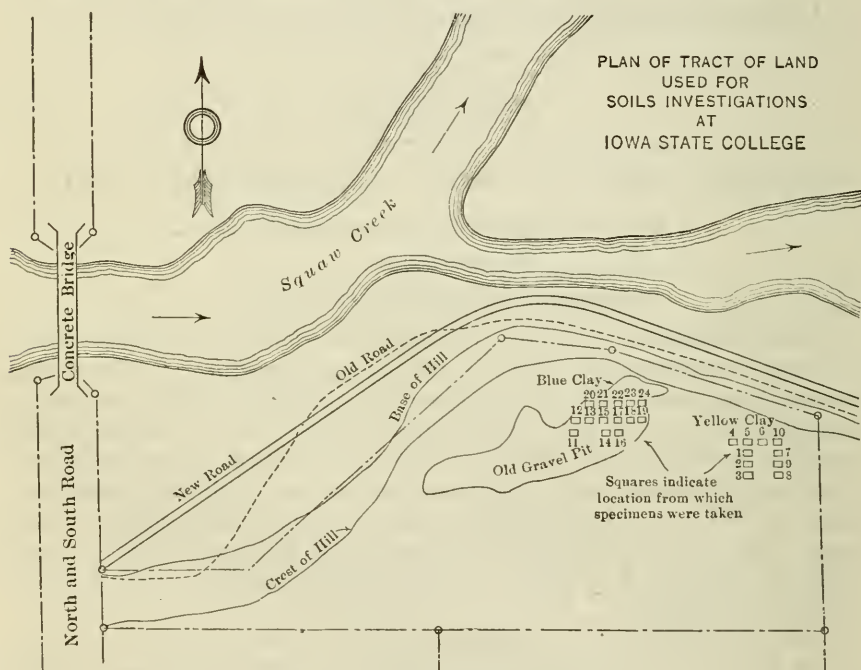 PLAN OF TRACT OF LAND
USED FOR
SOILS INVESTIGATIONS
AT
IOWA STATE COLLEGE
Squaw Creek
Concrete Bridge
North and South Road
Old Road
New Road
Base of Hill
Crest of Hill
Blue Clay
20 21 22 23 24
12 13 15 17 18 19
11 14 16
Old Gravel Pit
Yellow Clay
4 5 6 10
1 7
2 9
3 8
Squares indicate
location from which
specimens were taken